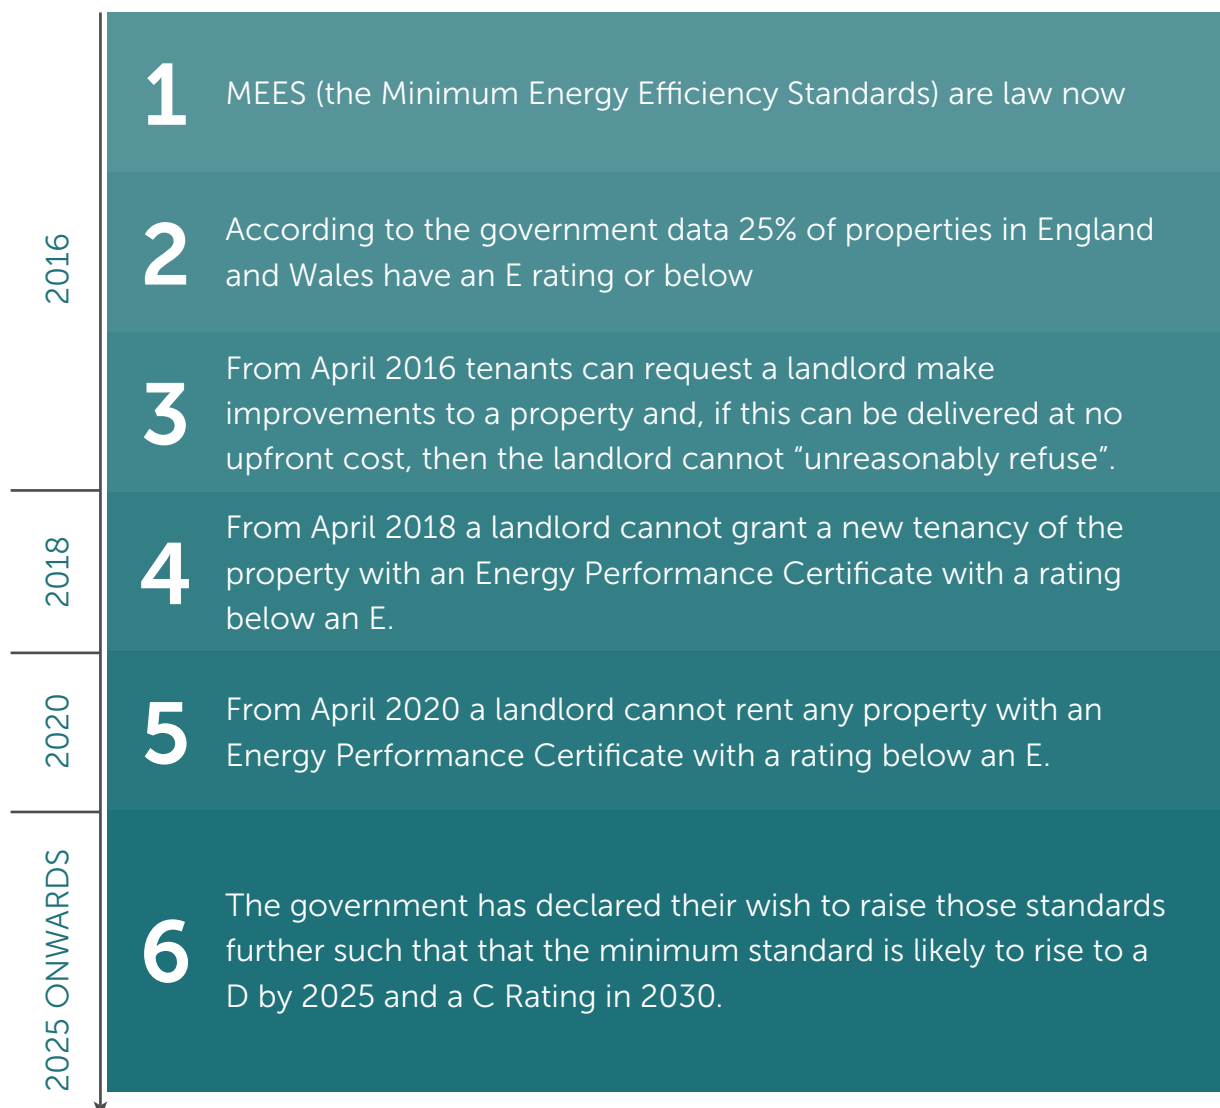 2016
1
MEES (the Minimum Energy Efficiency Standards) are law now
2
According to the government data 25% of properties in England
and Wales have an E rating or below
3
From April 2016 tenants can request a landlord make
improvements to a property and, if this can be delivered at no
upfront cost, then the landlord cannot “unreasonably refuse”.
2018
4
From April 2018 a landlord cannot grant a new tenancy of the
property with an Energy Performance Certificate with a rating
below an E.
2020
5
From April 2020 a landlord cannot rent any property with an
Energy Performance Certificate with a rating below an E.
2025 ONWARDS
6
The government has declared their wish to raise those standards
further such that that the minimum standard is likely to rise to a
D by 2025 and a C Rating in 2030.